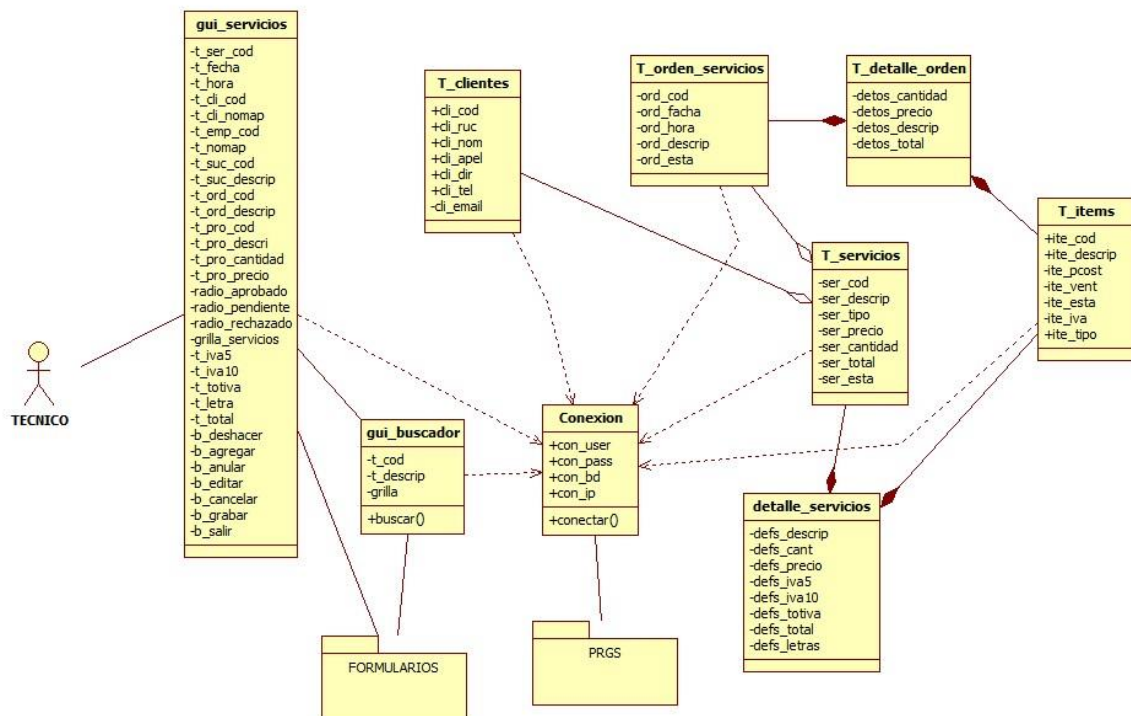 gui_servicios
-t_ser_cod
-t_fecha
-t_hora
-t_cli_cod
-t_cli_nomap
-t_emp_cod
-t_nomap
-t_suc_cod
-t_suc_descrip
-t_ord_cod
-t_ord_descrip
-t_pro_cod
-t_pro_descri
-t_pro_cantidad
-t_pro_precio
-radio_aprobado
-radio_pendiente
-radio_rechazado
-grilla_servicios
-t_iva5
-t_iva10
-t_totiva
-t_letra
-t_total
-b_deshacer
-b_agregar
-b_anular
-b_editar
-b_cancelar
-b_grabar
-b_salir
TECNICO
T_clientes
+cli_cod
+cli_ruc
+cli_nom
+cli_apel
+cli_dir
+cli_tel
-cli_email
T_orden_servicios
-ord_cod
-ord_facha
-ord_hora
-ord_descrip
-ord_esta
T_detalle_orden
-detos_cantidad
-detos_precio
-detos_descrip
-detos_total
T_items
+ite_cod
+ite_descrip
-ite_pcost
-ite_vent
-ite_esta
-ite_iva
+ite_tipo
T_servicios
-ser_cod
-ser_descrip
-ser_tipo
-ser_precio
-ser_cantidad
-ser_total
-ser_esta
gui_buscador
-t_cod
-t_descrip
-grilla
+buscar()
Conexion
+con_user
+con_pass
+con_bd
+con_ip
+conectar()
detalle_servicios
-defs_descrip
-defs_cant
-defs_precio
-defs_iva5
-defs_iva10
-defs_totiva
-defs_total
-defs_letras
FORMULARIOS
PRGS